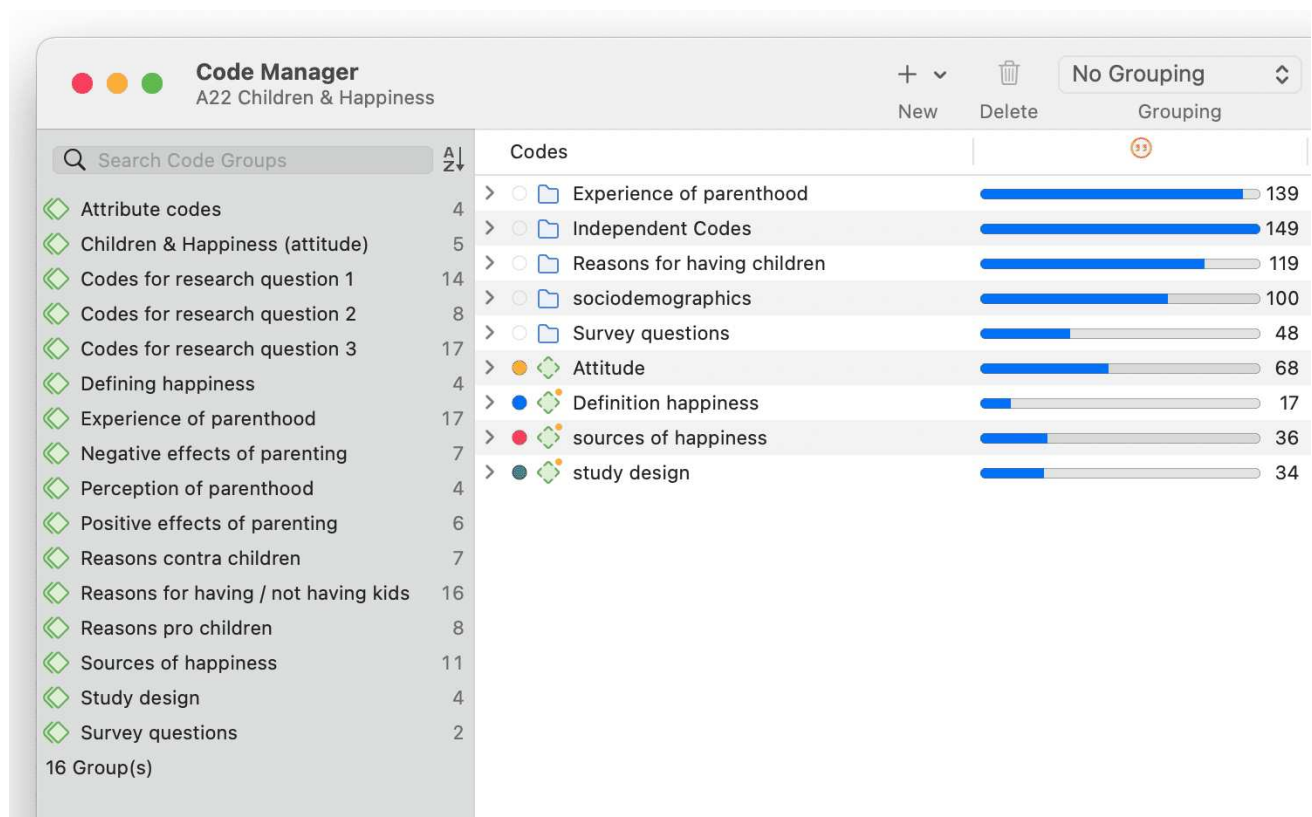 Code Manager
A22 Children & Happiness
New
Delete
No Grouping
Grouping
Search Code Groups
AZ
Attribute codes 4
Children & Happiness (attitude) 5
Codes for research question 1 14
Codes for research question 2 8
Codes for research question 3 17
Defining happiness 4
Experience of parenthood 17
Negative effects of parenting 7
Perception of parenthood 4
Positive effects of parenting 6
Reasons contra children 7
Reasons for having / not having kids 16
Reasons pro children 8
Sources of happiness 11
Study design 4
Survey questions 2
16 Group(s)
Codes
Experience of parenthood 139
Independent Codes 149
Reasons for having children 119
sociodemographics 100
Survey questions 48
Attitude 68
Definition happiness 17
sources of happiness 36
study design 34